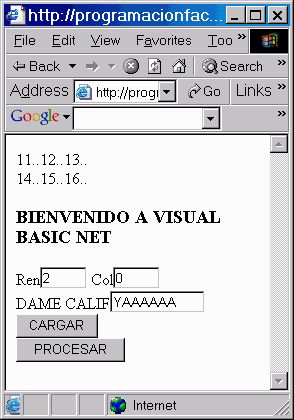 http://programacionfac...
File Edit View Favorites Too »
Back » Search »
Address http://progr Go Links »
Google »
11..12..13..
14..15..16..
BIENVENIDO A VISUAL
BASIC NET
Ren 2 Col 0
DAME CALIF YAAAAAA
CARGAR
PROCESAR
Internet